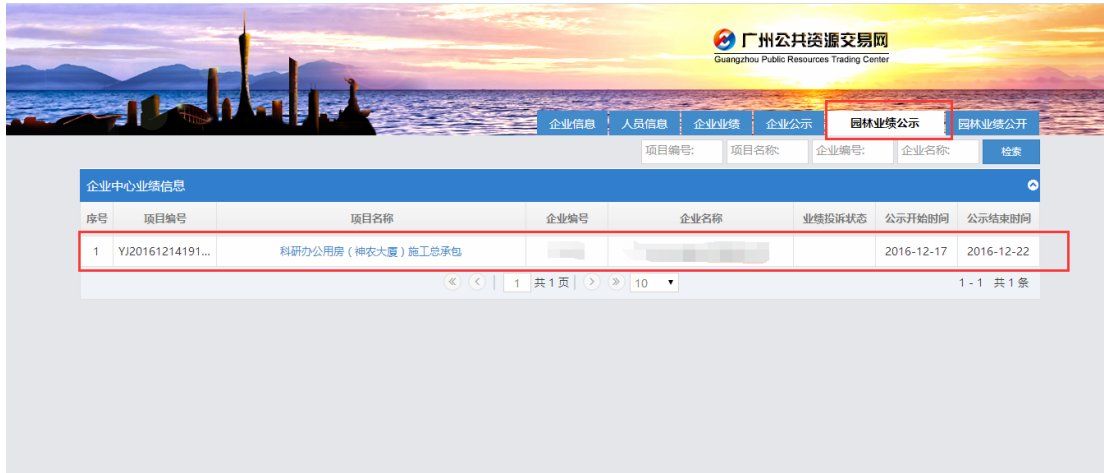 广州公共资源交易网
Guangzhou Public Resources Trading Center
企业信息 人员信息 企业业绩 企业公示 园林业绩公示 园林业绩公开
项目编号: 项目名称: 企业编号: 企业名称: 检索
企业中心业绩信息
序号 项目编号 项目名称 企业编号 企业名称 业绩投诉状态 公示开始时间 公示结束时间
1 YJ20161214191... 科研办公用房（神农大厦）施工总承包 2016-12-17 2016-12-22
1 共 1 页 10 1 - 1 共 1 条